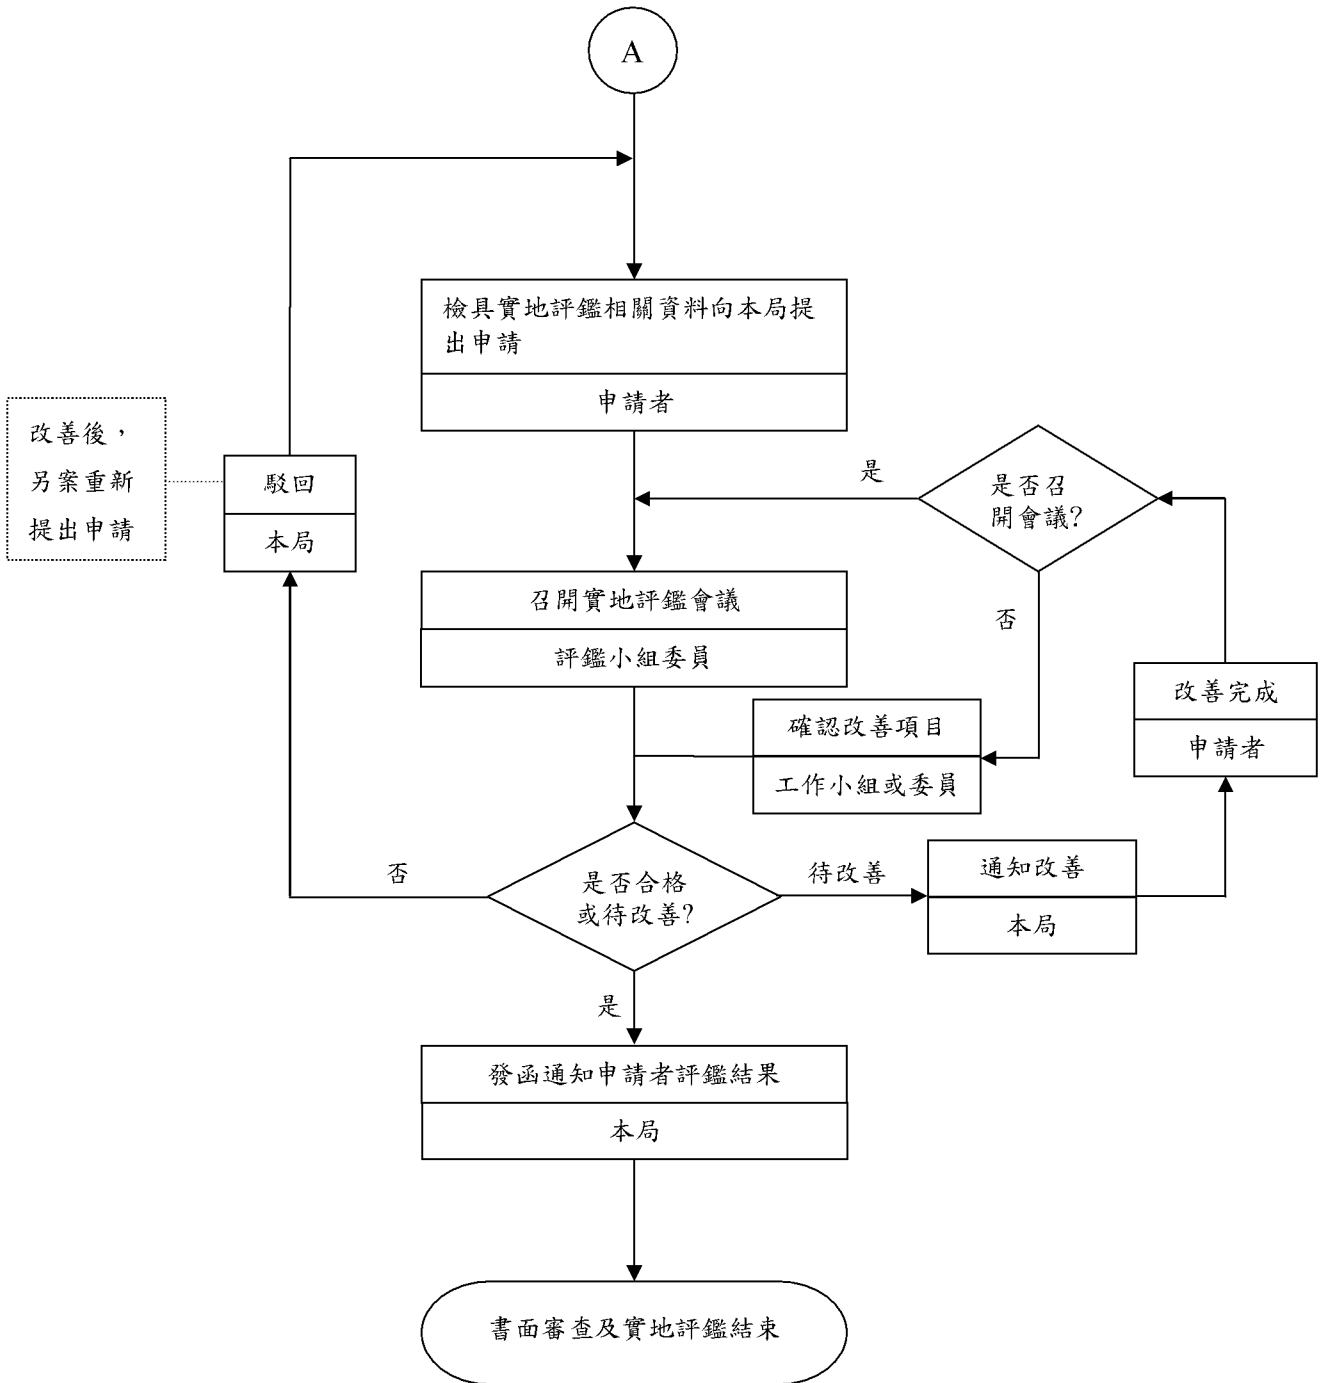 A
檢具實地評鑑相關資料向本局提
出申請
申請者
改善後，
另案重新
提出申請
駁回
本局
是
是否召
開會議?
否
召開實地評鑑會議
評鑑小組委員
確認改善項目
工作小組或委員
改善完成
申請者
否
是否合格
或待改善?
待改善
通知改善
本局
是
發函通知申請者評鑑結果
本局
書面審查及實地評鑑結束